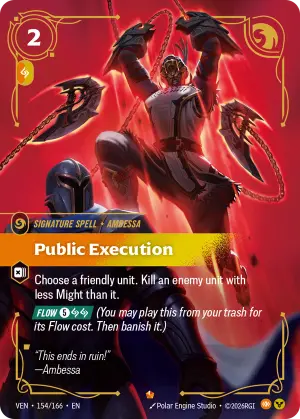 2
SIGNATURE SPELL • AMBESSA
Public Execution
Choose a friendly unit. Kill an enemy unit with
less Might than it.
FLOW 5 (You may play this from your trash for
its Flow cost. Then banish it.)
"This ends in ruin!"
—Ambessa
VEN • 154/166 • EN
Polar Engine Studio
©2026RGI